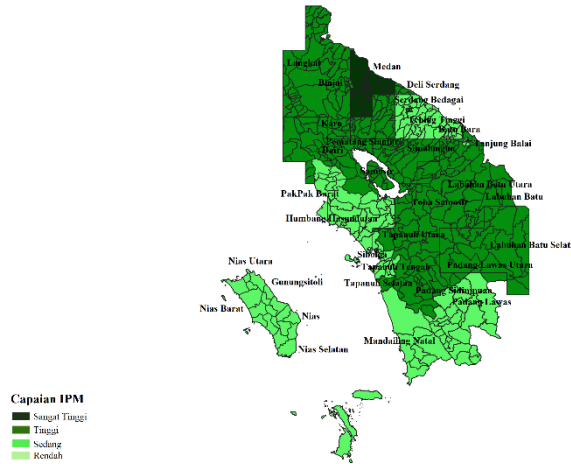 Medan
Langkat
Binjai
Deli Serdang
Serdang Bedagai
Tebing Tinggi
Batu Bara
Karo
Pematang Siantar
Simalungun
Tanjung Balai
Dairi
Samosir
Labuhan Batu Utara
PakPak Barat
Labuhan Batu
Toba Samosir
Humbang Hasundutan
Tapanuli Utara
Labuhan Batu Selat
Sibolga
Tapanuli Tengah
Padang Lawas Utara
Nias Utara
Gunungsitoli
Tapanuli Selatan
Padang Sidimpuan
Padang Lawas
Nias Barat
Nias
Mandailing Natal
Nias Selatan
Capaian IPM
Sangat Tinggi
Tinggi
Sedang
Rendah